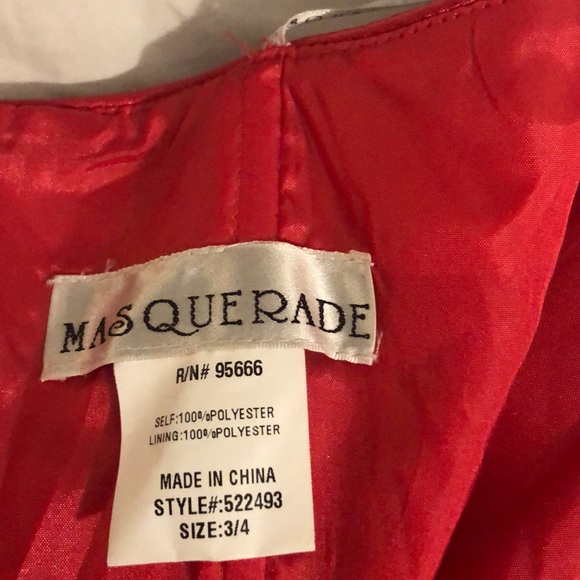 MASQUERADE
R/N# 95666
SELF:100%POLYESTER
LINING:100%POLYESTER
MADE IN CHINA
STYLE#:522493
SIZE:3/4